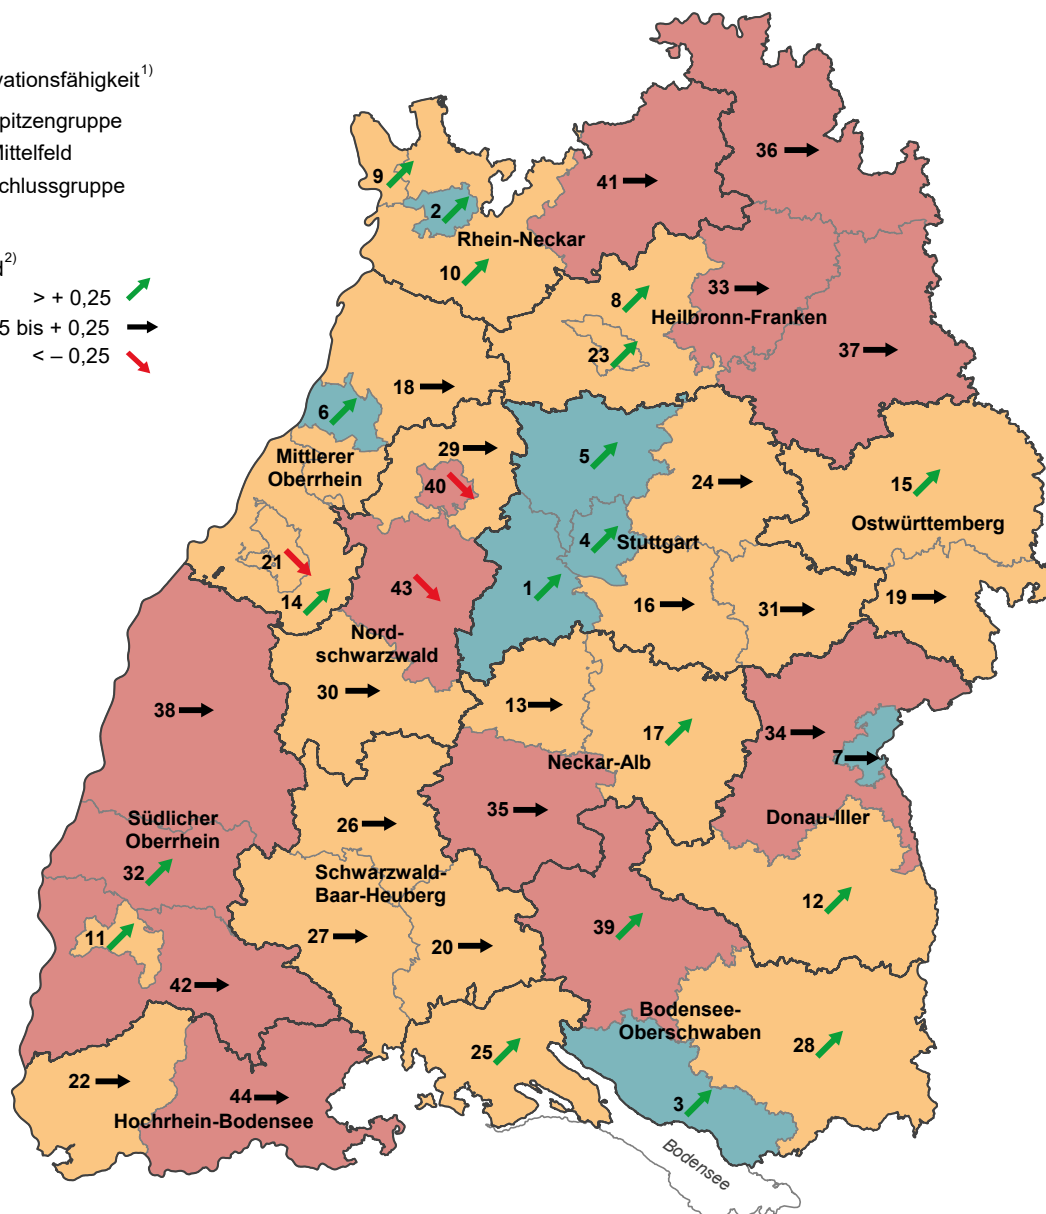 vationsfähigkeit1)
pitzengruppe
Mittelfeld
chlussgruppe
d2)
> + 0,25
5 bis + 0,25
< – 0,25
36
41
9
2
Rhein-Neckar
10
8
33
Heilbronn-Franken
37
23
18
6
29
5
Mittlerer
Oberrhein
40
24
15
Ostwürttemberg
4
Stuttgart
21
14
43
1
16
31
19
Nord-
schwarzwald
30
38
13
17
34
7
Neckar-Alb
35
Donau-Iller
Südlicher
Oberrhein
26
32
Schwarzwald-
Baar-Heuberg
12
11
27
20
39
42
Bodensee-
Oberschwaben
25
28
22
44
3
Hochrhein-Bodensee
Bodensee